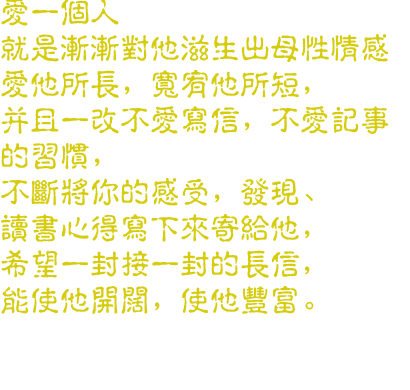 愛一個人
就是漸漸對他滋生出母性情感
愛他所長，寬宥他所短，
并且一改不愛寫信，不愛記事
的習慣，
不斷將你的感受，發現、
讀書心得寫下來寄給他，
希望一封接一封的長信，
能使他開闊，使他豐富。